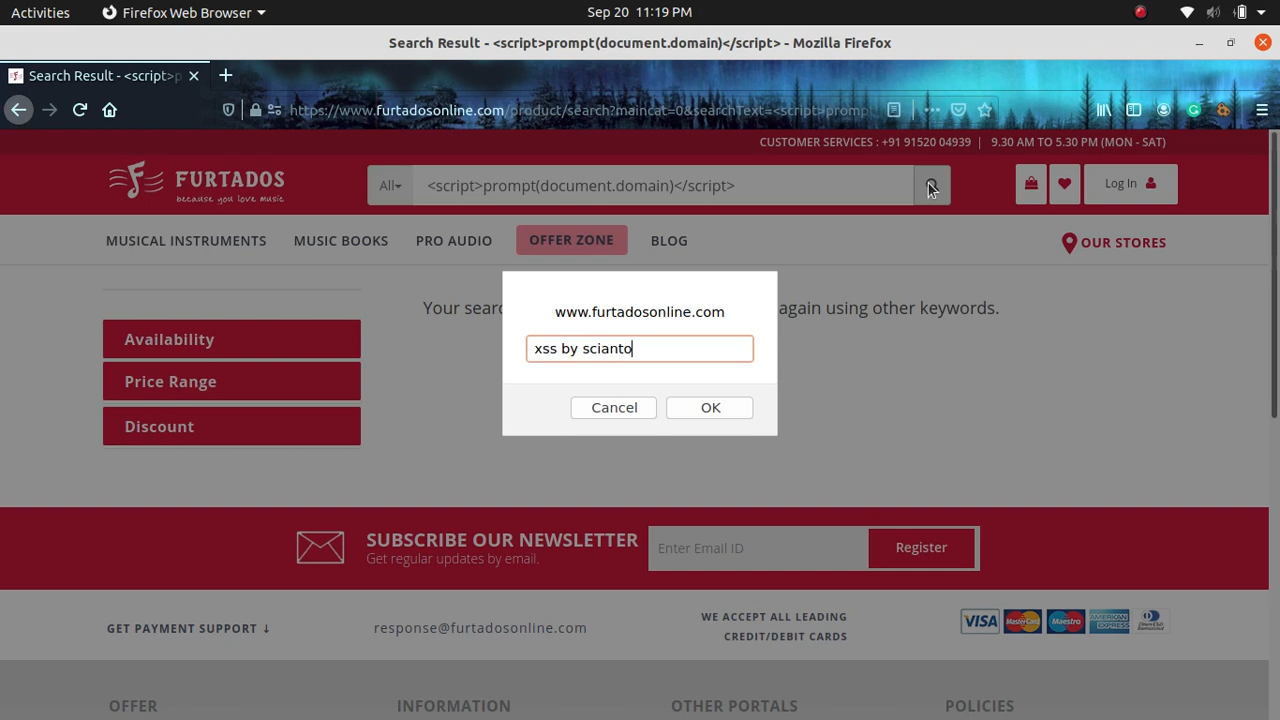 Activities
Firefox Web Browser
Sep 20 11:19 PM
Search Result - <script>prompt(document.domain)</script> - Mozilla Firefox
Search Result - <script>p
https://www.furtadosonline.com/product/search?maincat=0&searchText=<script>promp
CUSTOMER SERVICES : +91 91520 04939 | 9.30 AM TO 5.30 PM (MON - SAT)
FURTADOS
because you love music
All
<script>prompt(document.domain)</script>
Log In
MUSICAL INSTRUMENTS
MUSIC BOOKS
PRO AUDIO
OFFER ZONE
BLOG
OUR STORES
Your sear
again using other keywords.
www.furtadosonline.com
xss by scianto
Cancel
OK
Availability
Price Range
Discount
SUBSCRIBE OUR NEWSLETTER
Get regular updates by email.
Enter Email ID
Register
GET PAYMENT SUPPORT ↓
response@furtadosonline.com
WE ACCEPT ALL LEADING
CREDIT/DEBIT CARDS
VISA
MasterCard
Maestro
AMERICAN
EXPRESS
OFFER
INFORMATION
OTHER PORTALS
POLICIES